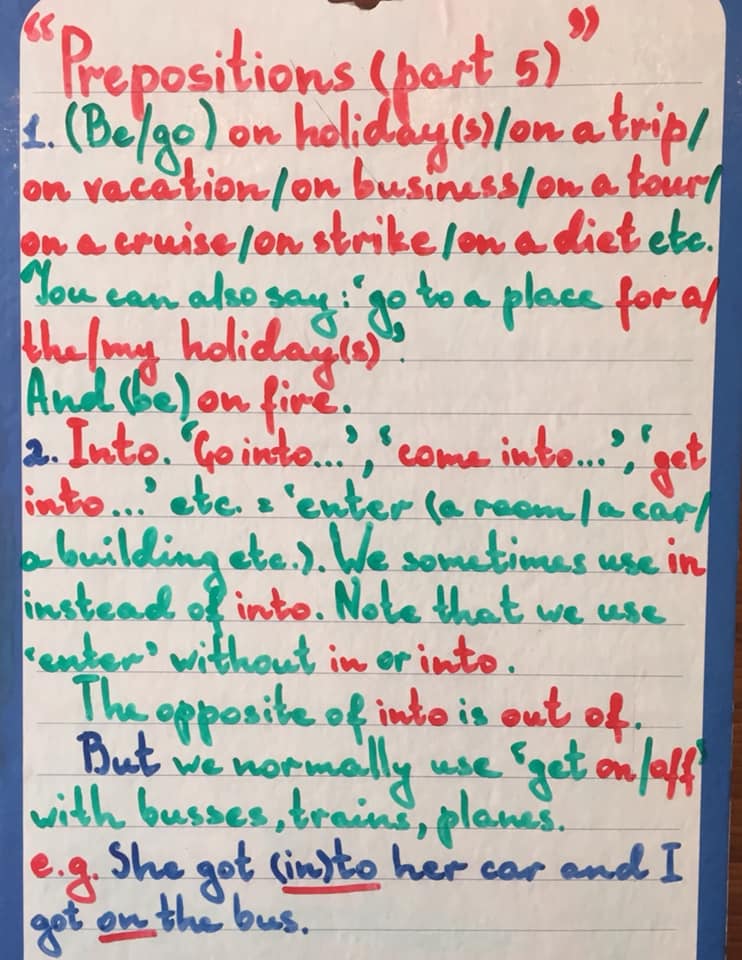 “Prepositions (part 5)”
1. (Be/go) on holiday(s)/on a trip/
on vacation/on business/on a tour/
on a cruise/on strike/on a diet etc.
You can also say: ‘go to a place for a/
the/my holiday(s)’.
And (be) on fire.
2. Into. ‘Go into...’, ‘come into...’, ‘get
into...’ etc. = ‘enter (a room/a car/
a building etc.). We sometimes use in
instead of into. Note that we use
‘enter’ without in or into.
The opposite of into is out of.
But we normally use ‘get on/off’
with busses, trains, planes.
e.g. She got (in)to her car and I
got on the bus.